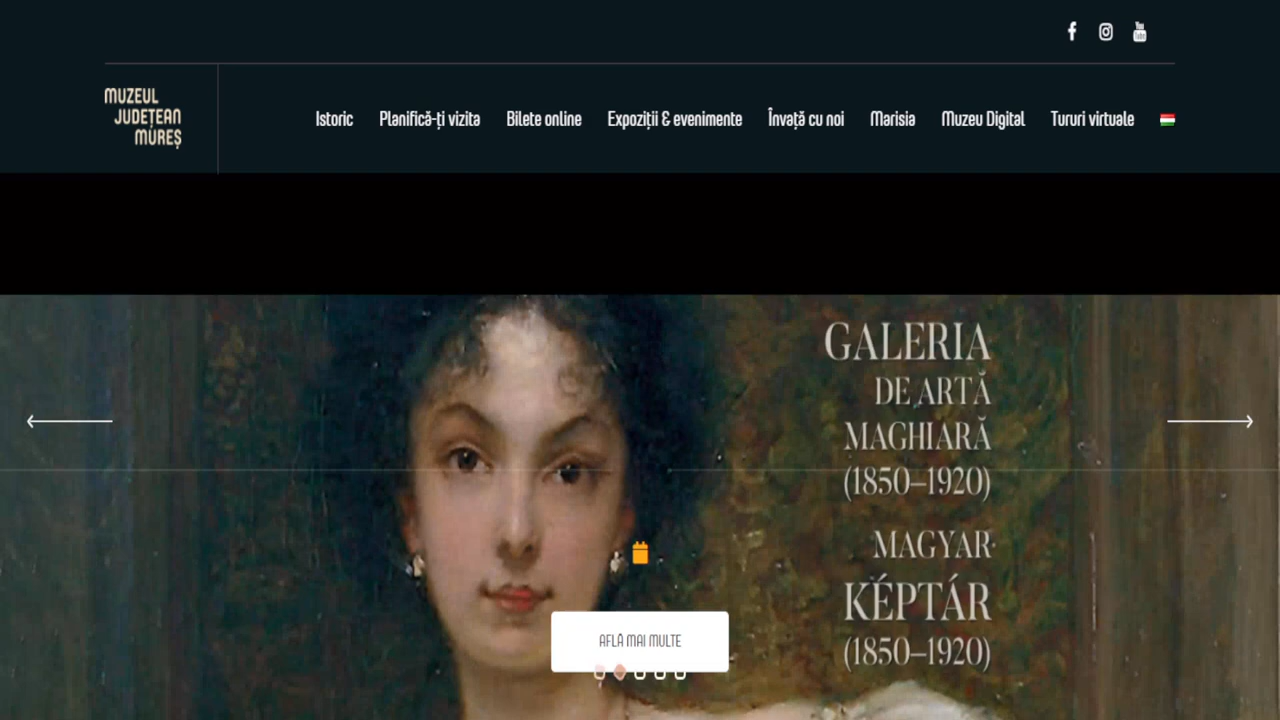 MUZEUL
JUDEȚEAN
MUREȘ
Istoric Planifică-ți vizita Bilete online Expoziții & evenimente Învață cu noi Marisia Muzeu Digital Tururi virtuale
GALERIA
DE ARTĂ
MAGHIARĂ
(1850–1920)
MAGYAR
KÉPTÁR
(1850–1920)
AFLĂ MAI MULTE